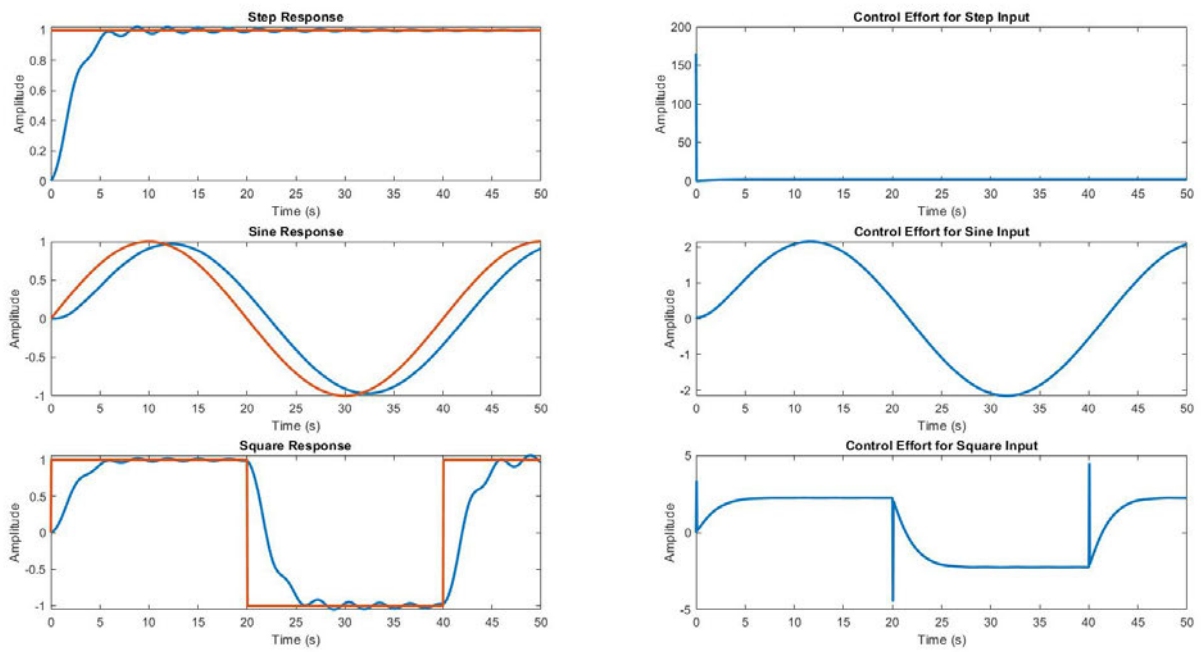 Step Response
Amplitude
1
0.8
0.6
0.4
0.2
0
0 5 10 15 20 25 30 35 40 45 50
Time (s)
Control Effort for Step Input
Amplitude
200
150
100
50
0
0 5 10 15 20 25 30 35 40 45 50
Time (s)
Sine Response
Amplitude
1
0.5
0
-0.5
-1
0 5 10 15 20 25 30 35 40 45 50
Time (s)
Control Effort for Sine Input
Amplitude
2
1
0
-1
-2
0 5 10 15 20 25 30 35 40 45 50
Time (s)
Square Response
Amplitude
1
0.5
0
-0.5
-1
0 5 10 15 20 25 30 35 40 45 50
Time (s)
Control Effort for Square Input
Amplitude
5
0
-5
0 5 10 15 20 25 30 35 40 45 50
Time (s)